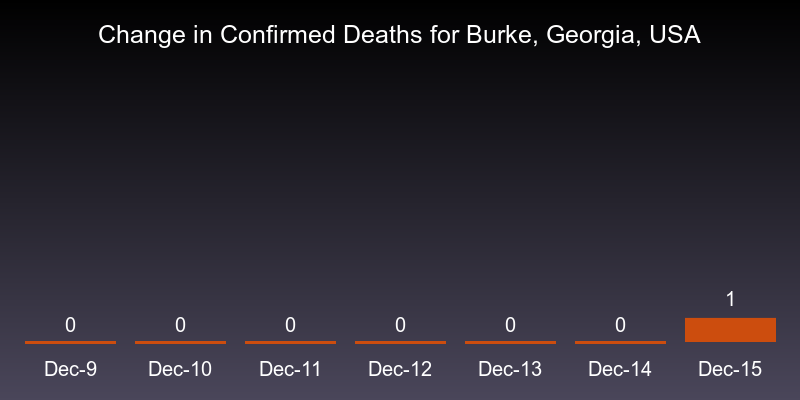 Change in Confirmed Deaths for Burke, Georgia, USA
0 0 0 0 0 0 1
Dec-9 Dec-10 Dec-11 Dec-12 Dec-13 Dec-14 Dec-15